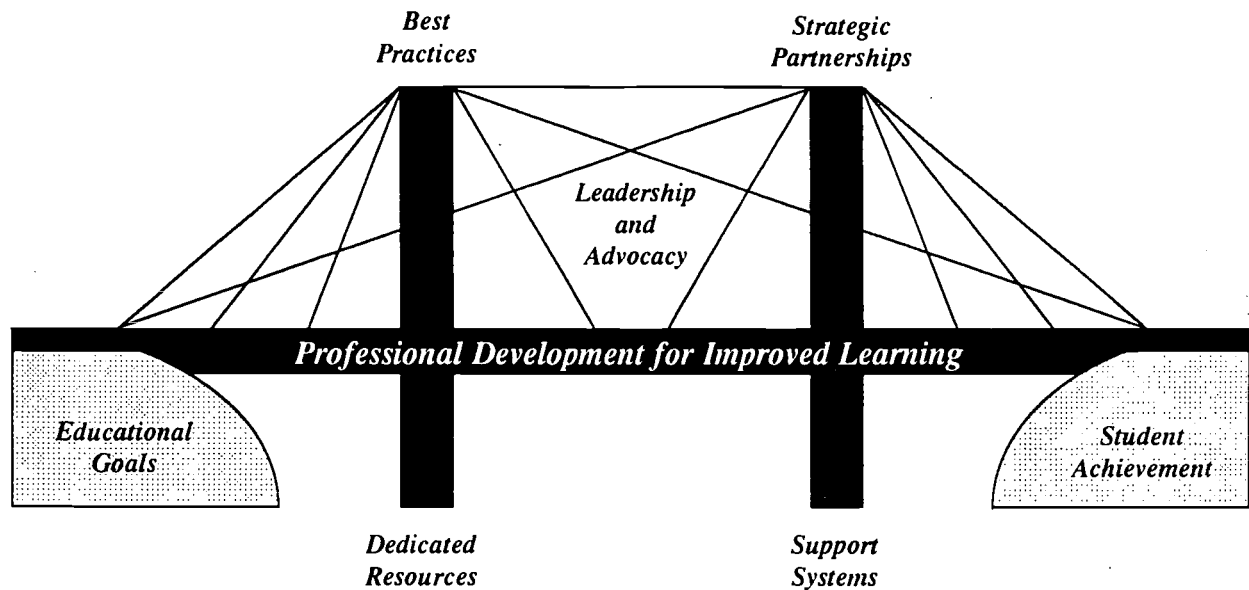 Best
Practices
Strategic
Partnerships
Leadership
and
Advocacy
Professional Development for Improved Learning
Educational
Goals
Student
Achievement
Dedicated
Resources
Support
Systems